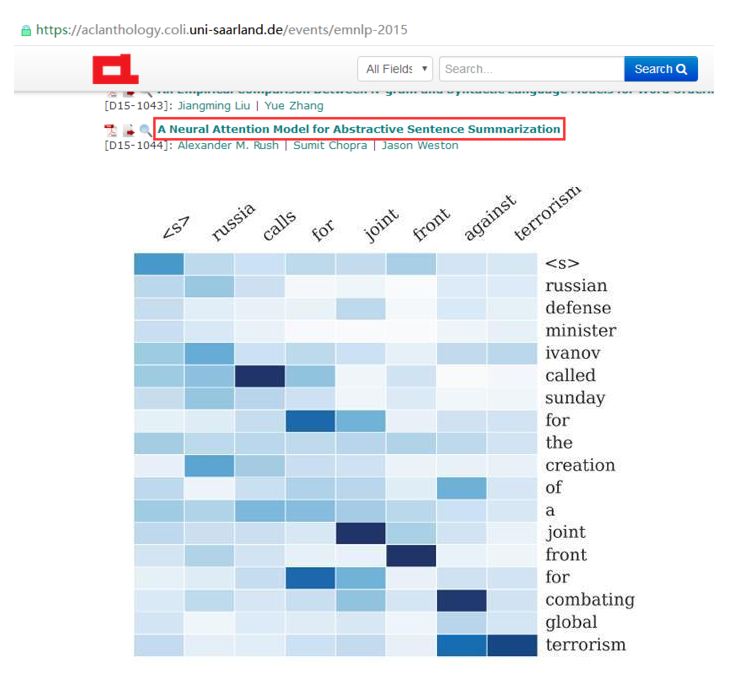 https://aclanthology.coli.uni-saarland.de/events/emnlp-2015
All Fields Search... Search
An Empirical Comparison Between N-gram and Syntactic Language Models for Word Orderin
[D15-1043]: Jiangming Liu | Yue Zhang
A Neural Attention Model for Abstractive Sentence Summarization
[D15-1044]: Alexander M. Rush | Sumit Chopra | Jason Weston
<s> russia calls for joint front against terrorism
<s>
russian
defense
minister
ivanov
called
sunday
for
the
creation
of
a
joint
front
for
combating
global
terrorism